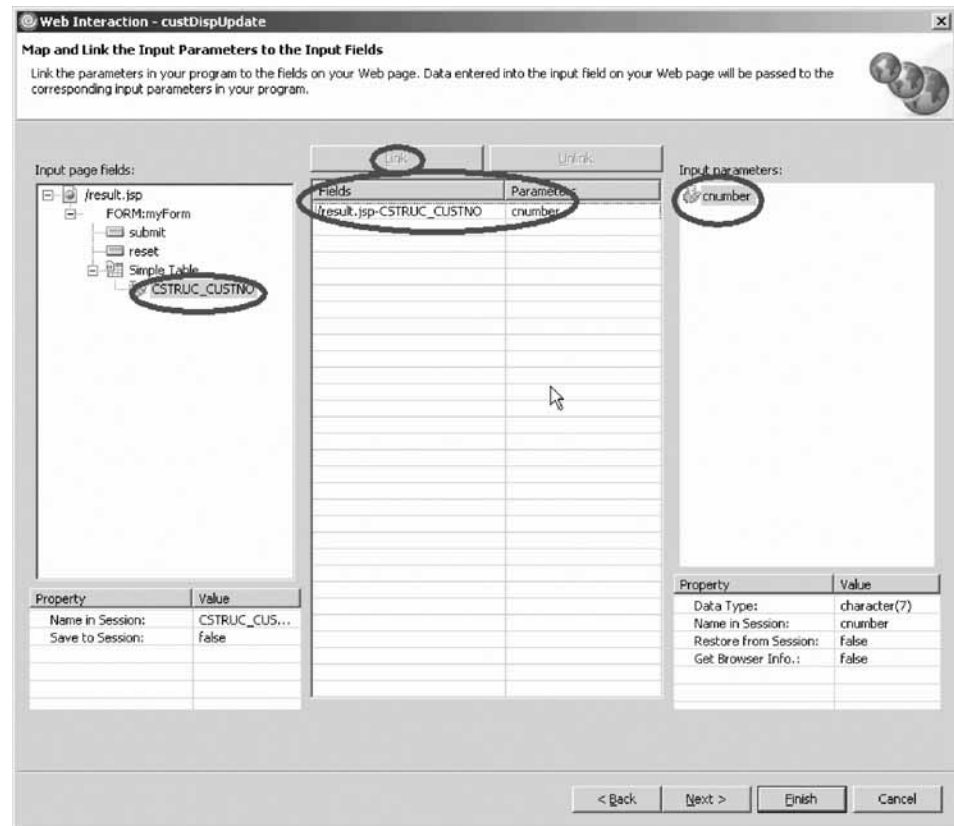 Web Interaction - custDispUpdate
Map and Link the Input Parameters to the Input Fields
Link the parameters in your program to the fields on your Web page. Data entered into the input field on your Web page will be passed to the
corresponding input parameters in your program.
Input page fields:
/result.jsp
FORM:myForm
submit
reset
Simple Table
CSTRUC_CUSTNO
Property Value
Name in Session: CSTRUC_CUS...
Save to Session: false
Link Unlink
Fields Parameters
/result.jsp-CSTRUC_CUSTNO cnumber
Input parameters:
cnumber
Property Value
Data Type: character(7)
Name in Session: cnumber
Restore from Session: false
Get Browser Info.: false
< Back Next > Finish Cancel